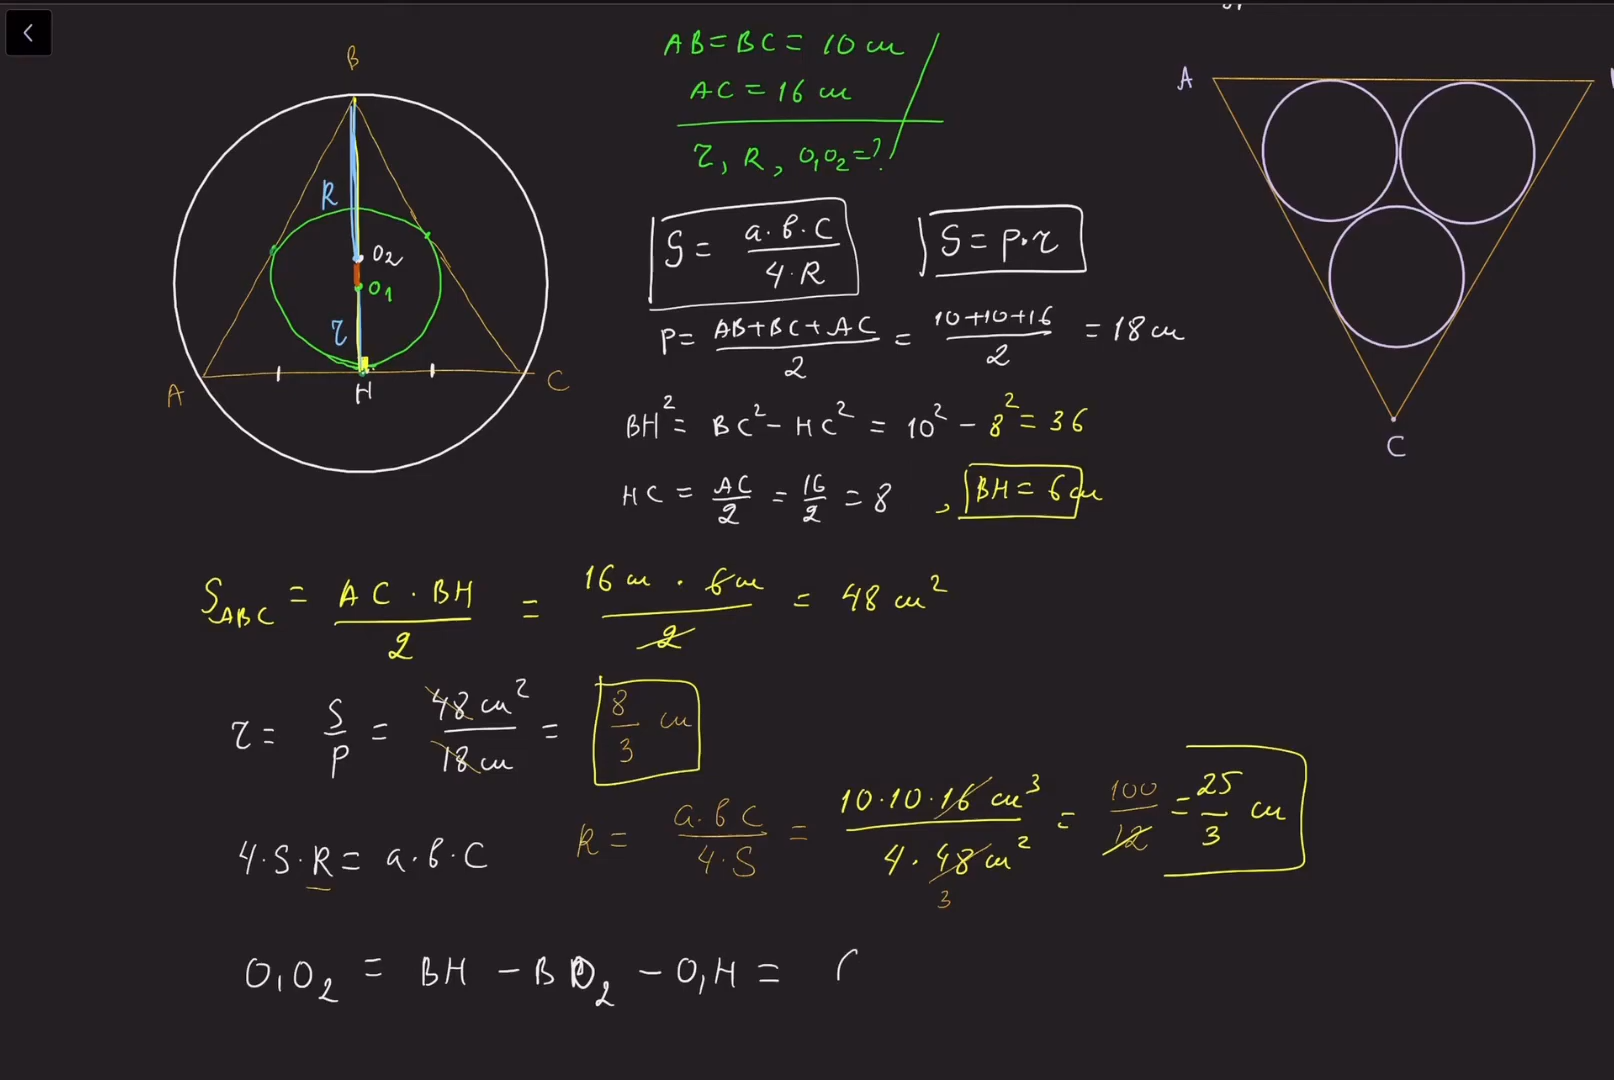 B
R
O₂
O₁
r
A
H
C
AB = BC = 10 см
AC = 16 см
r, R, O₁O₂ = ?
S = a·b·c / 4·R
S = p·r
P = AB+BC+AC / 2 = 10+10+16 / 2 = 18 см
BH² = BC² - HC² = 10² - 8² = 36
HC = AC / 2 = 16 / 2 = 8 , BH = 6 см
S_ABC = AC · BH / 2 = 16 см · 6 см / 2 = 48 см²
r = S / P = 48 см² / 18 см = 8 / 3 см
4·S·R = a·b·c
R = a·b·c / 4·S = 10·10·16 см³ / 4·48 см² = 100 / 12 = 25 / 3 см
3
O₁O₂ = BH - BO₂ - O₁H =
A
C